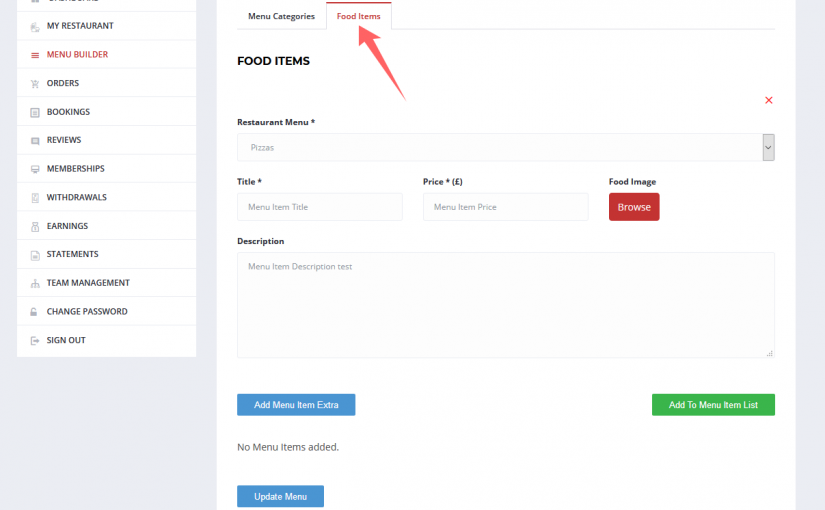 DASHBOARD
MY RESTAURANT
MENU BUILDER
ORDERS
BOOKINGS
REVIEWS
MEMBERSHIPS
WITHDRAWALS
EARNINGS
STATEMENTS
TEAM MANAGEMENT
CHANGE PASSWORD
SIGN OUT
Menu Categories Food Items
FOOD ITEMS
Restaurant Menu *
Pizzas
Title * Price * (£) Food Image
Menu Item Title Menu Item Price Browse
Description
Menu Item Description test
Add Menu Item Extra Add To Menu Item List
No Menu Items added.
Update Menu